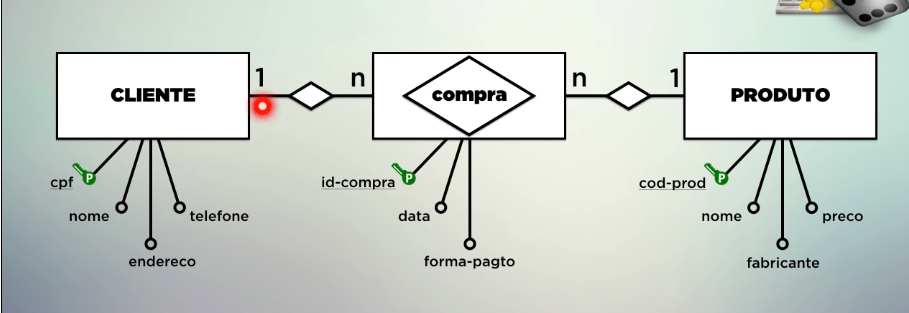 1 n n 1
CLIENTE compra PRODUTO
cpf id-compra cod-prod
P P P
nome telefone data nome preco
endereco forma-pagto fabricante